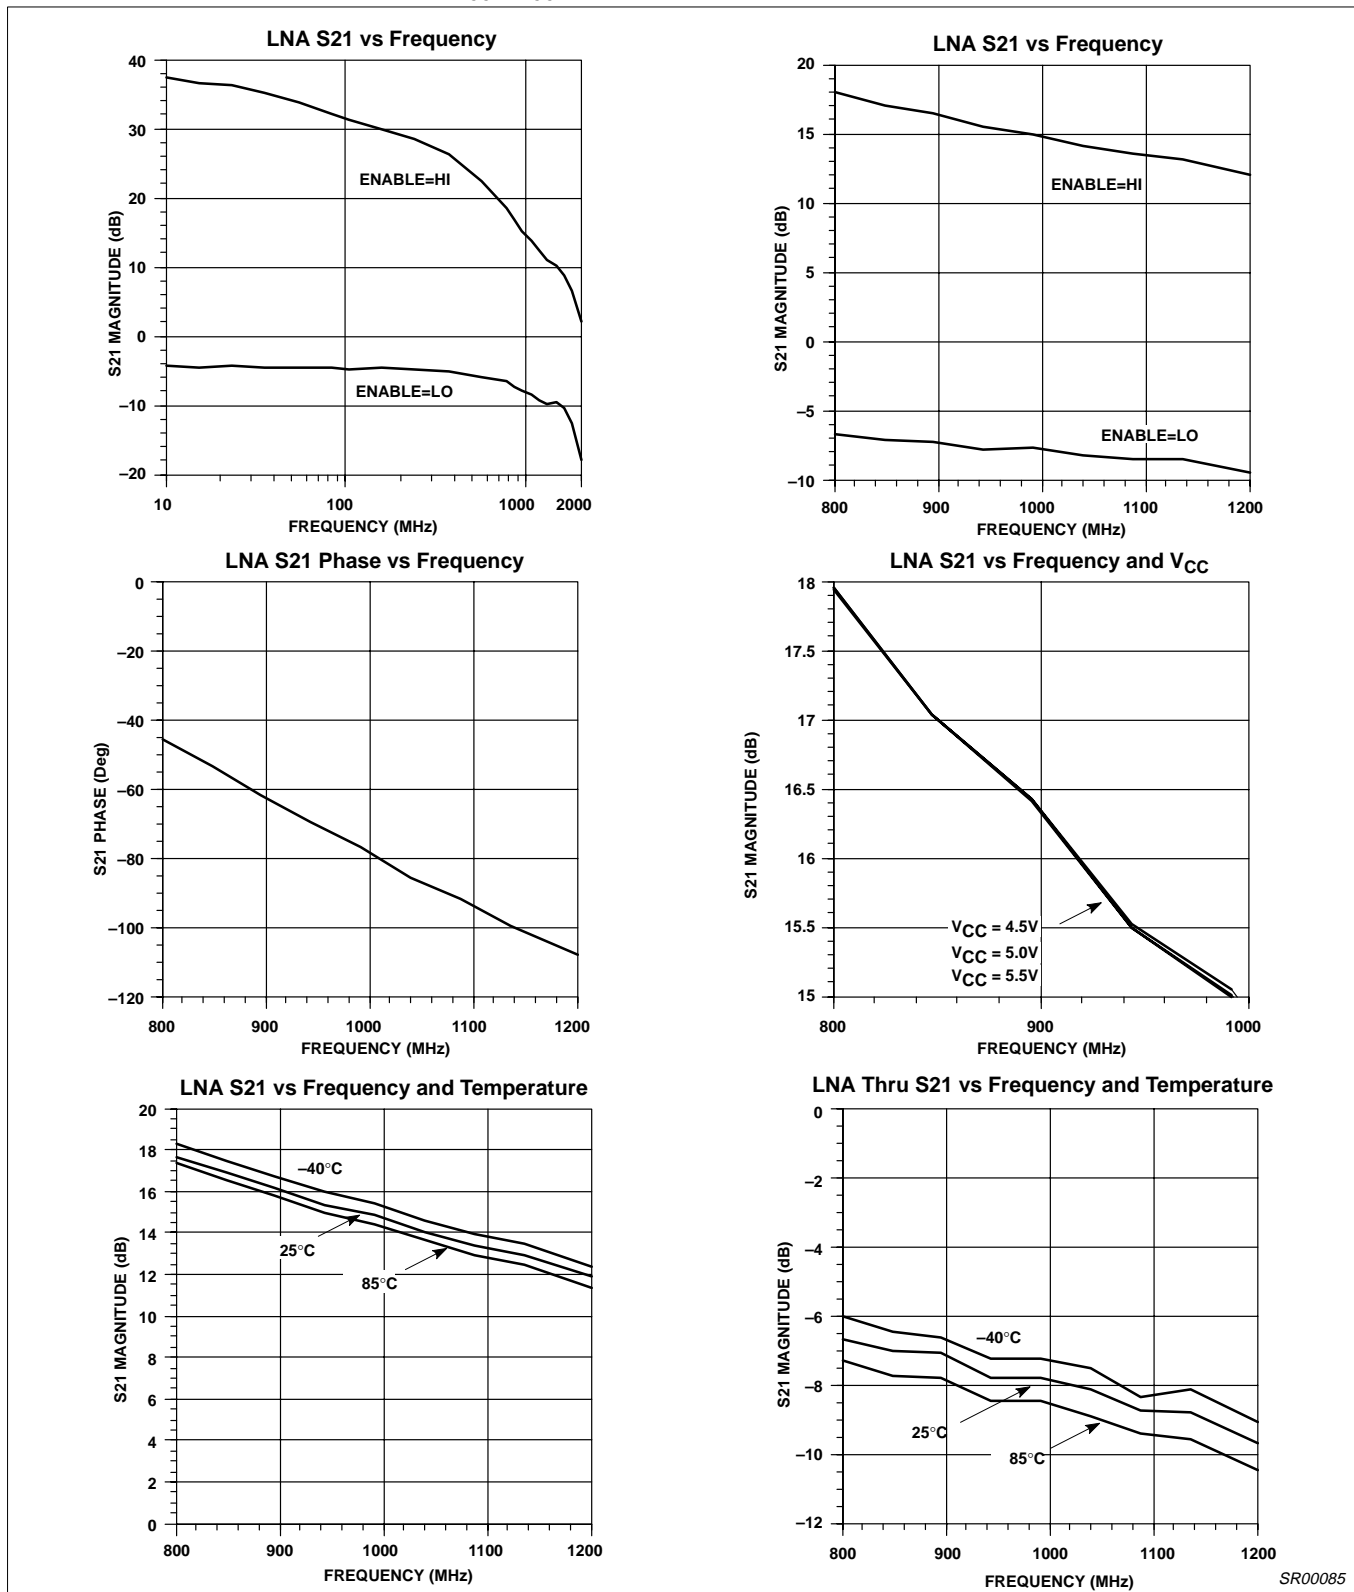 LNA S21 vs Frequency
40
30
20
10
0
–10
–20
S21 MAGNITUDE (dB)
ENABLE=HI
ENABLE=LO
10
100
1000
2000
FREQUENCY (MHz)
LNA S21 vs Frequency
20
15
10
5
0
–5
–10
S21 MAGNITUDE (dB)
ENABLE=HI
ENABLE=LO
800
900
1000
1100
1200
FREQUENCY (MHz)
LNA S21 Phase vs Frequency
0
–20
–40
–60
–80
–100
–120
S21 PHASE (Deg)
800
900
1000
1100
1200
FREQUENCY (MHz)
LNA S21 vs Frequency and VCC
18
17.5
17
16.5
16
15.5
15
S21 MAGNITUDE (dB)
VCC = 4.5V
VCC = 5.0V
VCC = 5.5V
800
900
1000
FREQUENCY (MHz)
LNA S21 vs Frequency and Temperature
20
18
16
14
12
10
8
6
4
2
0
S21 MAGNITUDE (dB)
–40°C
25°C
85°C
800
900
1000
1100
1200
FREQUENCY (MHz)
LNA Thru S21 vs Frequency and Temperature
0
–2
–4
–6
–8
–10
–12
S21 MAGNITUDE (dB)
–40°C
25°C
85°C
800
900
1000
1100
1200
FREQUENCY (MHz)
SR00085